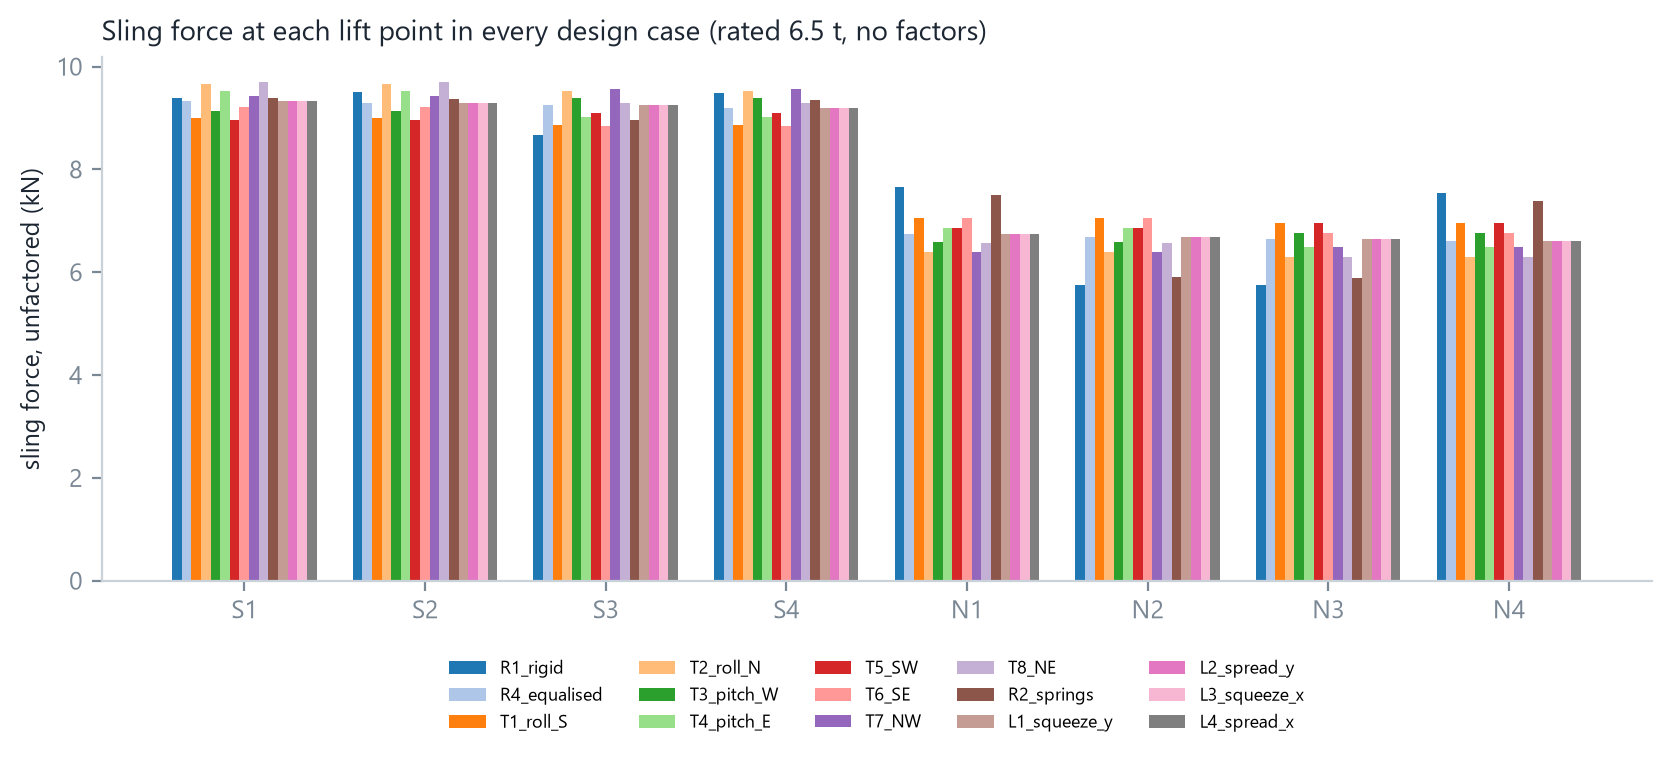 Sling force at each lift point in every design case (rated 6.5 t, no factors)
sling force, unfactored (kN)
10
8
6
4
2
0
S1 S2 S3 S4 N1 N2 N3 N4
R1_rigid T2_roll_N T5_SW T8_NE L2_spread_y
R4_equalised T3_pitch_W T6_SE R2_springs L3_squeeze_x
T1_roll_S T4_pitch_E T7_NW L1_squeeze_y L4_spread_x